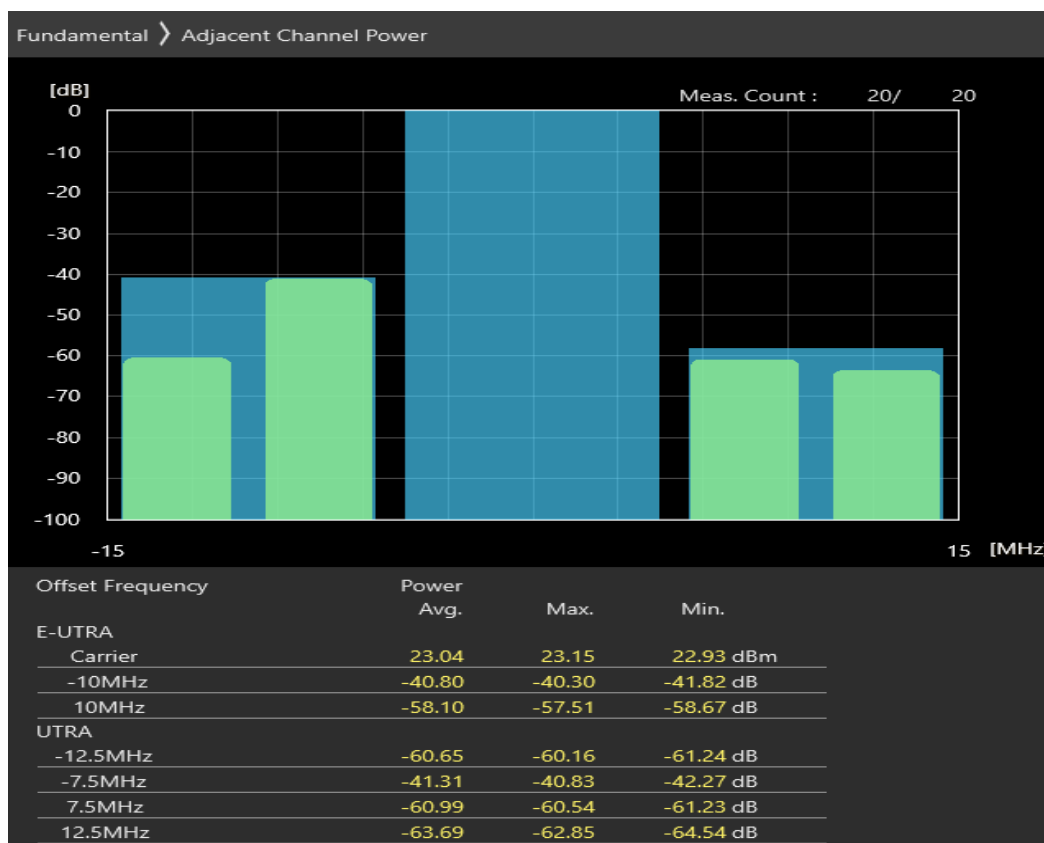 Fundamental 〉 Adjacent Channel Power
[dB]
Meas. Count : 20/ 20
0
-10
-20
-30
-40
-50
-60
-70
-80
-90
-100
-15 15 [MHz]
Offset Frequency Power
Avg. Max. Min.
E-UTRA
Carrier 23.04 23.15 22.93 dBm
-10MHz -40.80 -40.30 -41.82 dB
10MHz -58.10 -57.51 -58.67 dB
UTRA
-12.5MHz -60.65 -60.16 -61.24 dB
-7.5MHz -41.31 -40.83 -42.27 dB
7.5MHz -60.99 -60.54 -61.23 dB
12.5MHz -63.69 -62.85 -64.54 dB